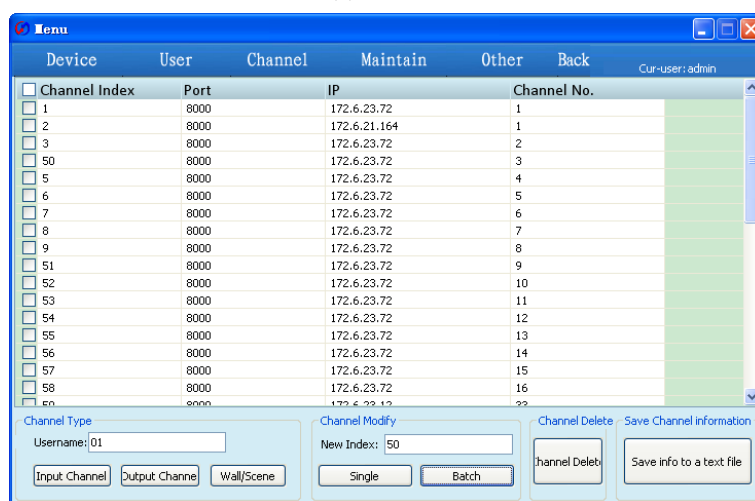 Menu
Device User Channel Maintain Other Back Cur-user: admin
Channel Index Port IP Channel No.
1 8000 172.6.23.72 1
2 8000 172.6.21.164 1
3 8000 172.6.23.72 2
50 8000 172.6.23.72 3
5 8000 172.6.23.72 4
6 8000 172.6.23.72 5
7 8000 172.6.23.72 6
8 8000 172.6.23.72 7
9 8000 172.6.23.72 8
51 8000 172.6.23.72 9
52 8000 172.6.23.72 10
53 8000 172.6.23.72 11
54 8000 172.6.23.72 12
55 8000 172.6.23.72 13
56 8000 172.6.23.72 14
57 8000 172.6.23.72 15
58 8000 172.6.23.72 16
59 8000 172.6.23.12 33
Channel Type Channel Modify Channel Delete Save Channel information
Username: 01 New Index: 50
Input Channel Output Channe Wall/Scene Single Batch hannel Delet Save info to a text file